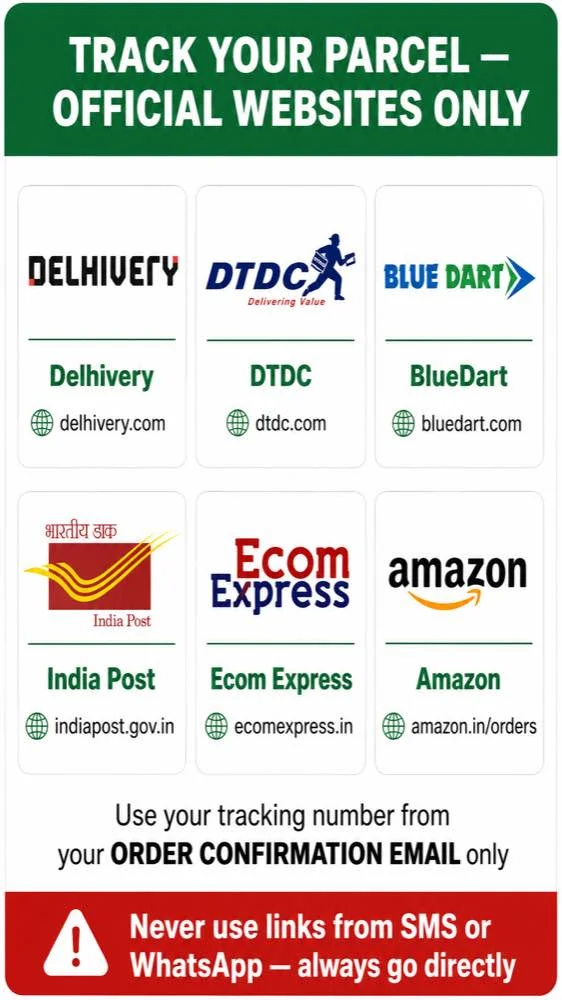 TRACK YOUR PARCEL —
OFFICIAL WEBSITES ONLY
DELHIVERY
Delhivery
delhivery.com
DTDC
Delivering Value
DTDC
dtdc.com
BLUE DART
BlueDart
bluedart.com
भारतीय डाक
India Post
India Post
indiapost.gov.in
Ecom
Express
Ecom Express
ecomexpress.in
amazon
Amazon
amazon.in/orders
Use your tracking number from
your ORDER CONFIRMATION EMAIL only
Never use links from SMS or
WhatsApp — always go directly